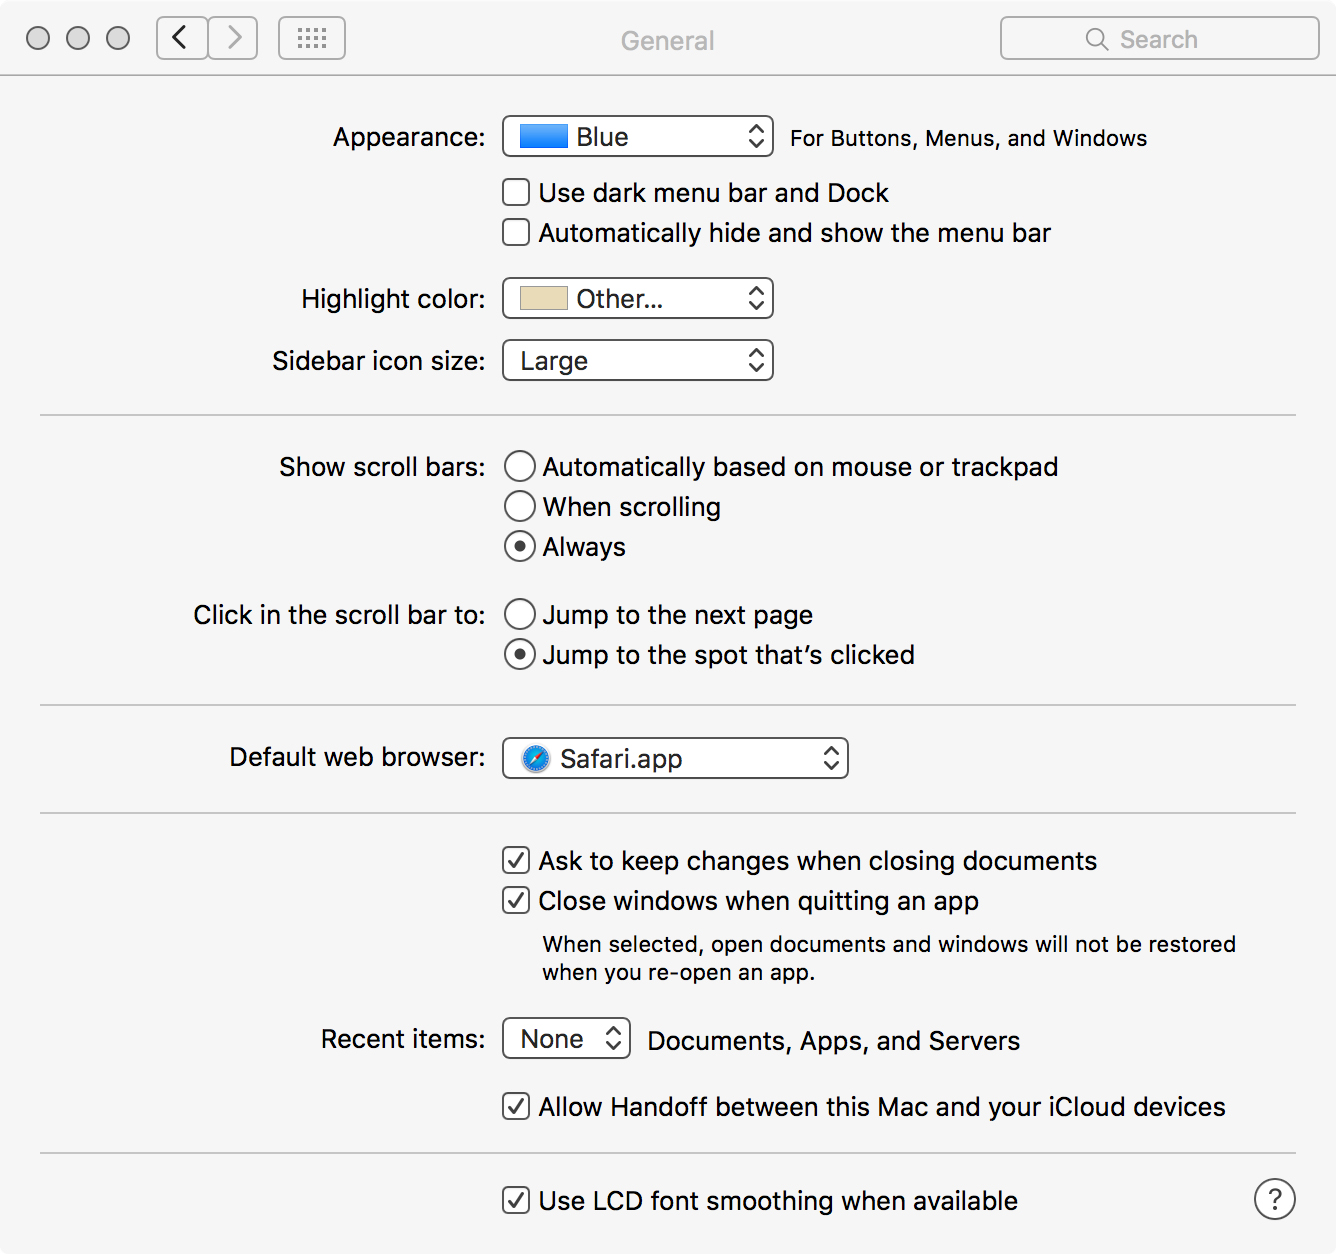 General
Search
Appearance: Blue For Buttons, Menus, and Windows
Use dark menu bar and Dock
Automatically hide and show the menu bar
Highlight color: Other...
Sidebar icon size: Large
Show scroll bars: Automatically based on mouse or trackpad
When scrolling
Always
Click in the scroll bar to: Jump to the next page
Jump to the spot that’s clicked
Default web browser: Safari.app
Ask to keep changes when closing documents
Close windows when quitting an app
When selected, open documents and windows will not be restored
when you re-open an app.
Recent items: None Documents, Apps, and Servers
Allow Handoff between this Mac and your iCloud devices
Use LCD font smoothing when available
?